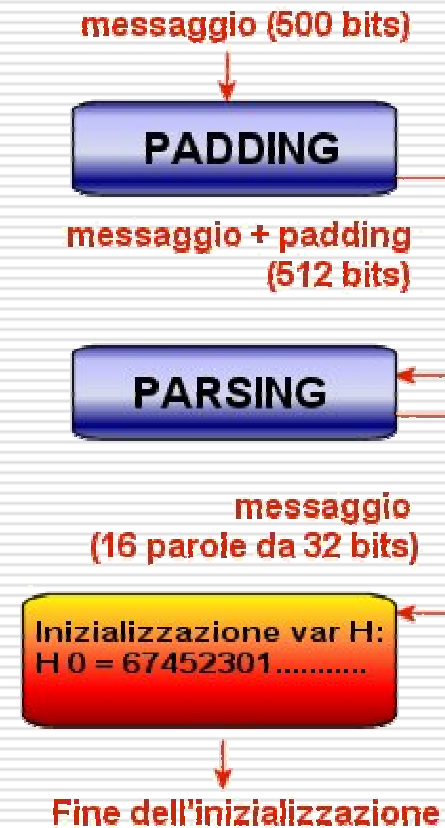 messaggio (500 bits)
PADDING
messaggio + padding
(512 bits)
PARSING
messaggio
(16 parole da 32 bits)
Inizializzazione var H:
H 0 = 67452301...........
Fine dell'inizializzazione